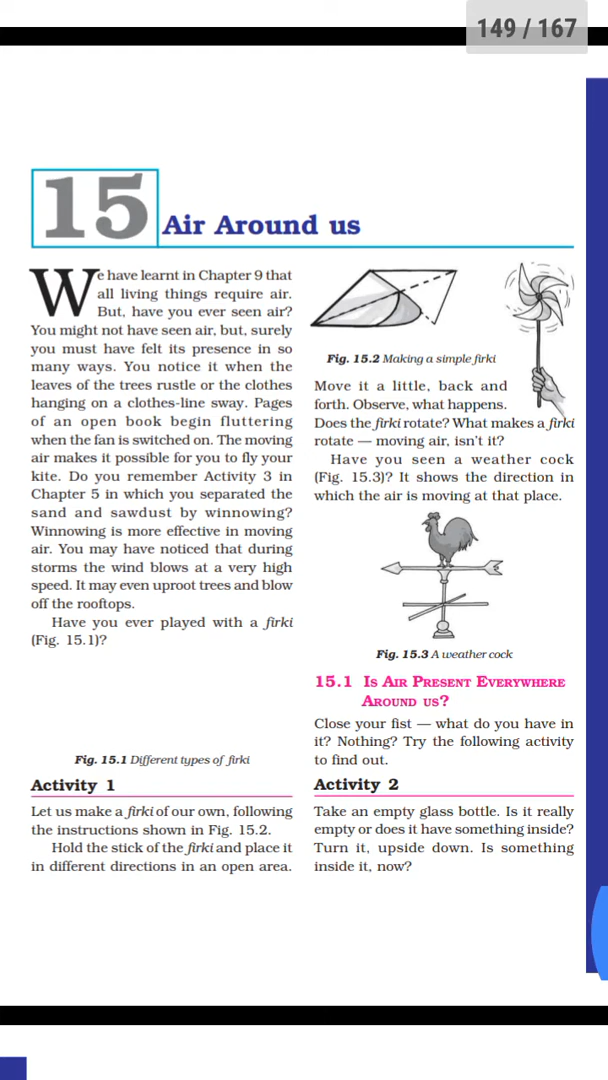 149 / 167
15 Air Around us
We have learnt in Chapter 9 that
all living things require air.
But, have you ever seen air?
You might not have seen air, but, surely
you must have felt its presence in so
many ways. You notice it when the
leaves of the trees rustle or the clothes
hanging on a clothes-line sway. Pages
of an open book begin fluttering
when the fan is switched on. The moving
air makes it possible for you to fly your
kite. Do you remember Activity 3 in
Chapter 5 in which you separated the
sand and sawdust by winnowing?
Winnowing is more effective in moving
air. You may have noticed that during
storms the wind blows at a very high
speed. It may even uproot trees and blow
off the rooftops.
Have you ever played with a firki
(Fig. 15.1)?
Fig. 15.1 Different types of firki
Activity 1
Let us make a firki of our own, following
the instructions shown in Fig. 15.2.
Hold the stick of the firki and place it
in different directions in an open area.
Fig. 15.2 Making a simple firki
Move it a little, back and
forth. Observe, what happens.
Does the firki rotate? What makes a firki
rotate — moving air, isn't it?
Have you seen a weather cock
(Fig. 15.3)? It shows the direction in
which the air is moving at that place.
Fig. 15.3 A weather cock
15.1 Is Air Present Everywhere
Around us?
Close your fist — what do you have in
it? Nothing? Try the following activity
to find out.
Activity 2
Take an empty glass bottle. Is it really
empty or does it have something inside?
Turn it, upside down. Is something
inside it, now?